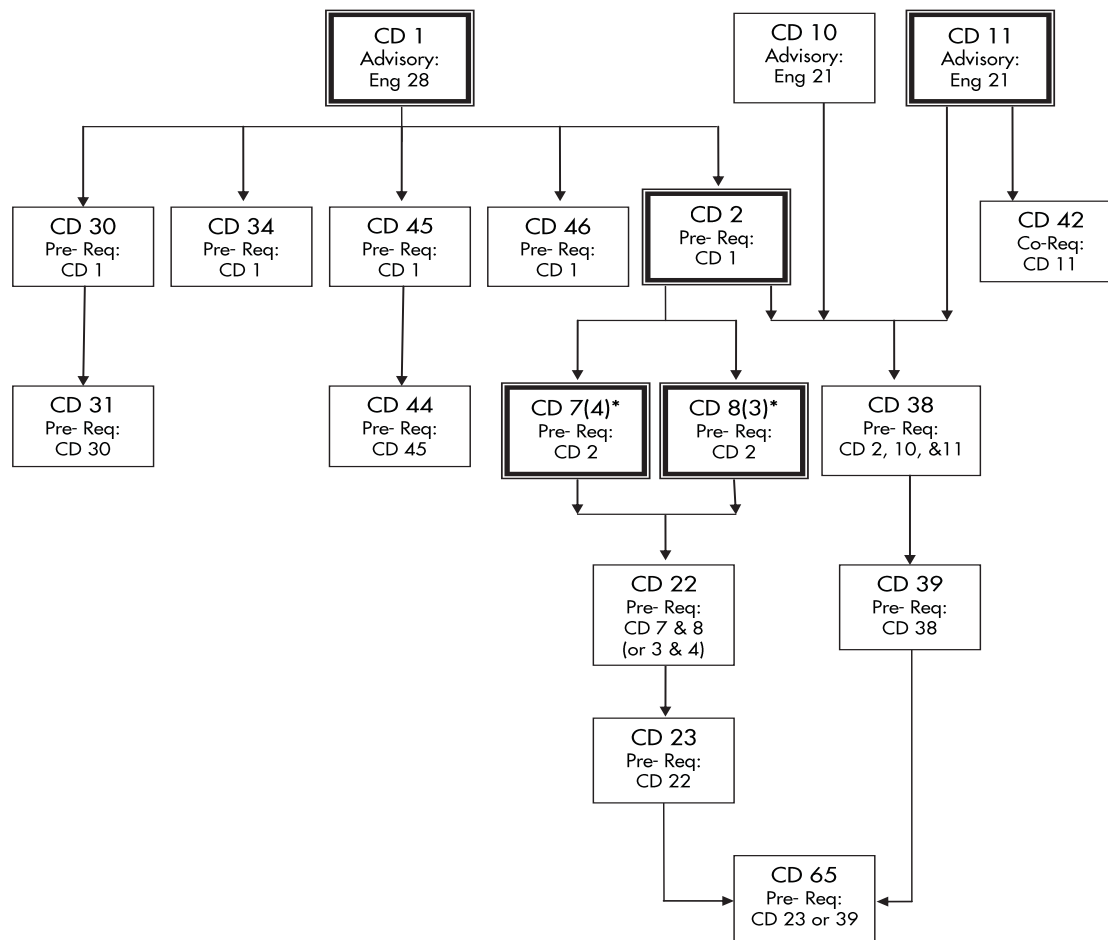 CD 1
Advisory:
Eng 28
CD 10
Advisory:
Eng 21
CD 11
Advisory:
Eng 21
CD 30
Pre- Req:
CD 1
CD 34
Pre- Req:
CD 1
CD 45
Pre- Req:
CD 1
CD 46
Pre- Req:
CD 1
CD 2
Pre- Req:
CD 1
CD 42
Co-Req:
CD 11
CD 31
Pre- Req:
CD 30
CD 44
Pre- Req:
CD 45
CD 7(4)*
Pre- Req:
CD 2
CD 8(3)*
Pre- Req:
CD 2
CD 38
Pre- Req:
CD 2, 10, &11
CD 22
Pre- Req:
CD 7 & 8
(or 3 & 4)
CD 39
Pre- Req:
CD 38
CD 23
Pre- Req:
CD 22
CD 65
Pre- Req:
CD 23 or 39